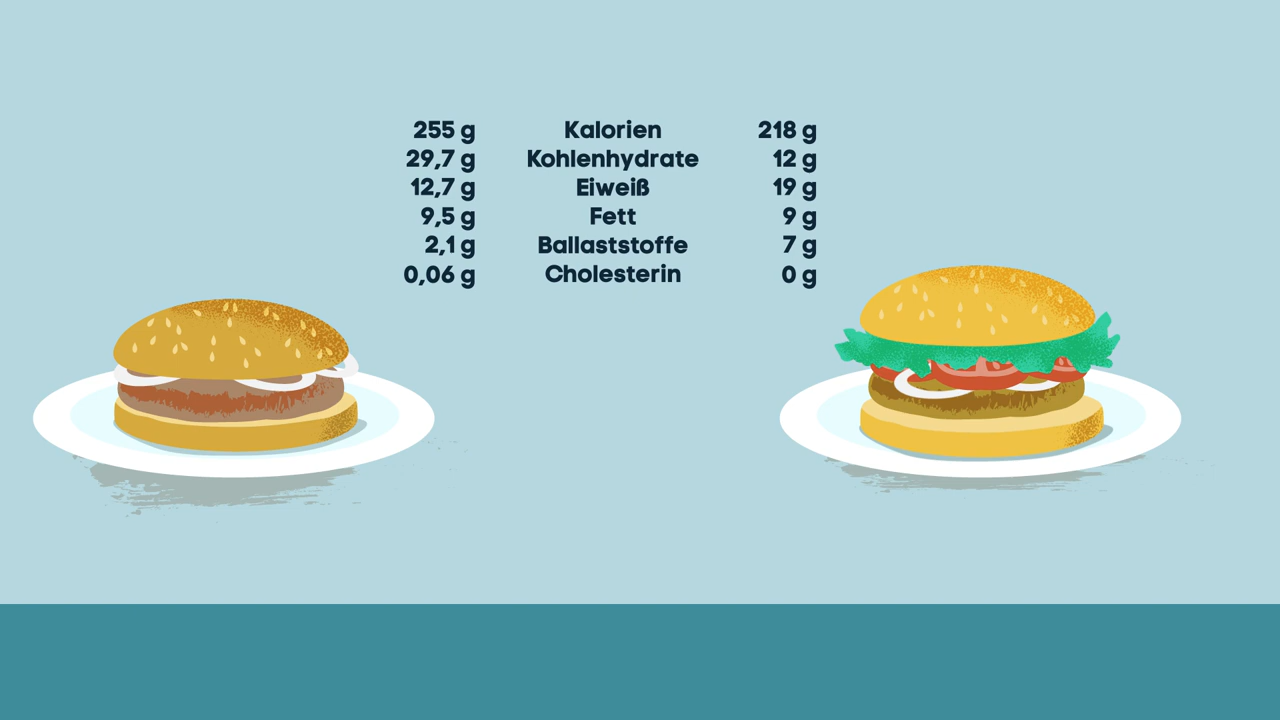 255 g Kalorien 218 g
29,7 g Kohlenhydrate 12 g
12,7 g Eiweiß 19 g
9,5 g Fett 9 g
2,1 g Ballaststoffe 7 g
0,06 g Cholesterin 0 g